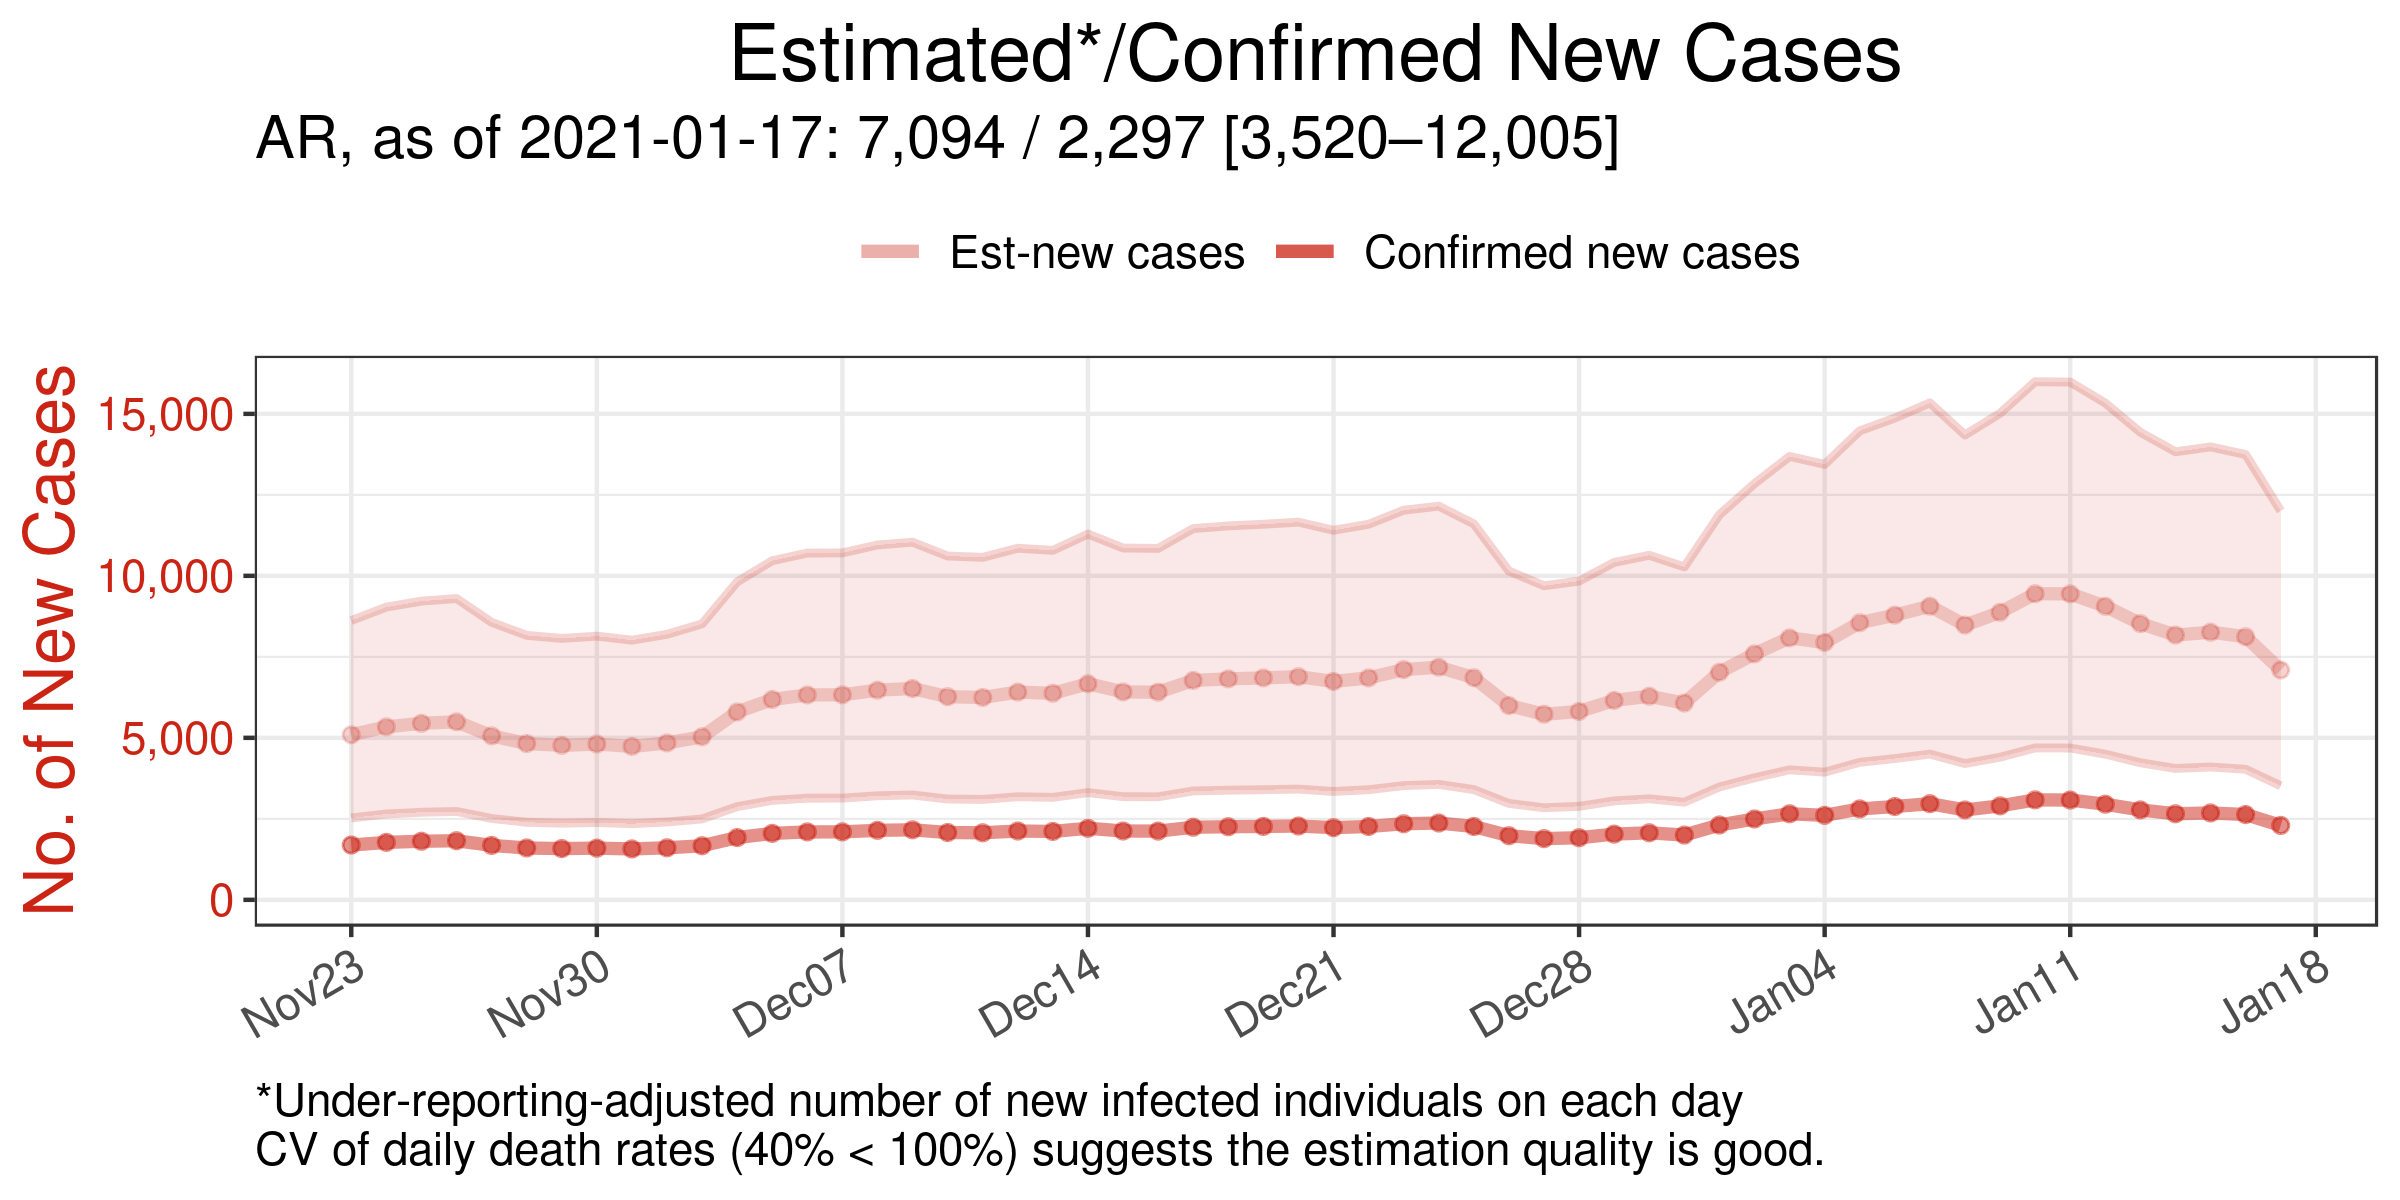 Estimated*/Confirmed New Cases
AR, as of 2021-01-17: 7,094 / 2,297 [3,520–12,005]
Est-new cases
Confirmed new cases
No. of New Cases
15,000
10,000
5,000
0
Nov23
Nov30
Dec07
Dec14
Dec21
Dec28
Jan04
Jan11
Jan18
*Under-reporting-adjusted number of new infected individuals on each day
CV of daily death rates (40% < 100%) suggests the estimation quality is good.